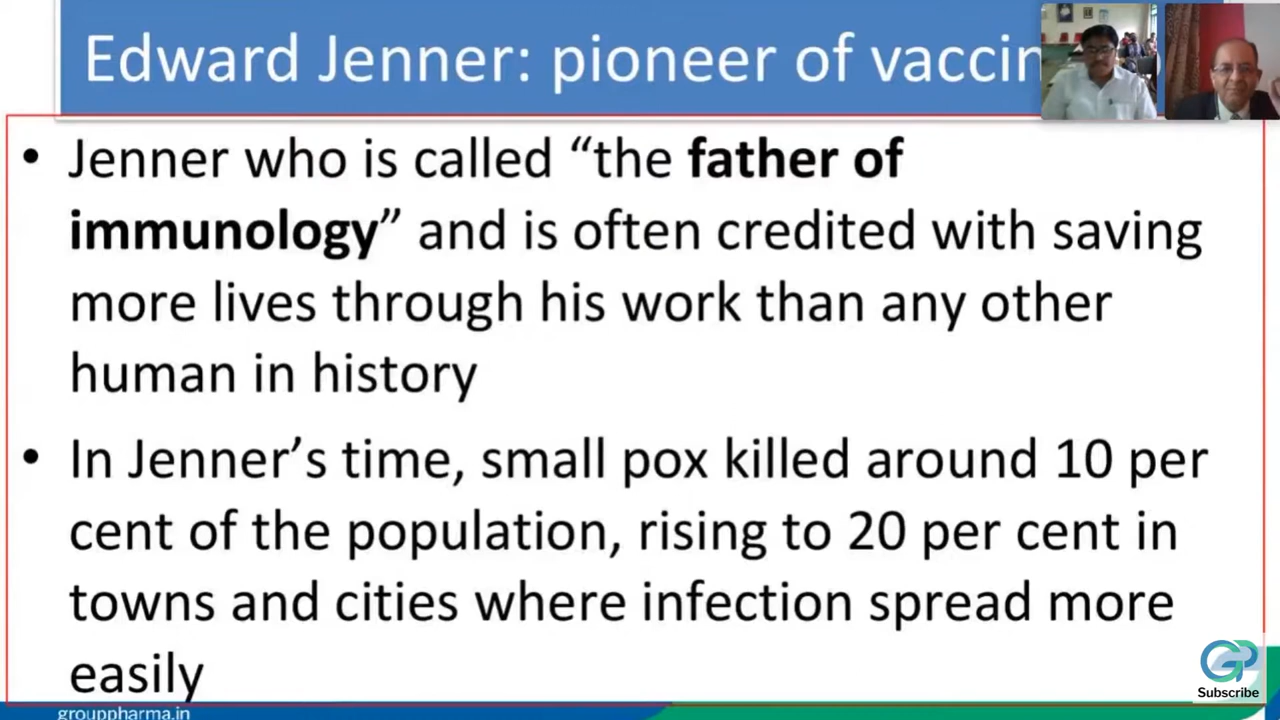 Edward Jenner: pioneer of vaccin
• Jenner who is called “the father of
immunology” and is often credited with saving
more lives through his work than any other
human in history
• In Jenner’s time, small pox killed around 10 per
cent of the population, rising to 20 per cent in
towns and cities where infection spread more
easily
GP
Subscribe
grouppharma.in